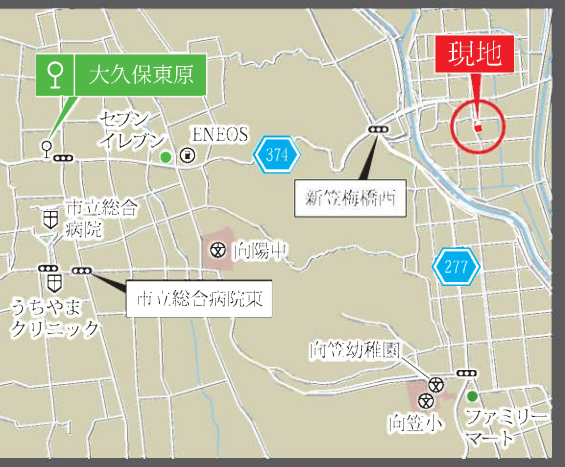 現地
大久保東原
セブン
イレブン
ENEOS
374
新笠梅橋西
市立総合
病院
向陽中
277
市立総合病院東
うちやま
クリニック
向笠幼稚園
向笠小
ファミリー
マート